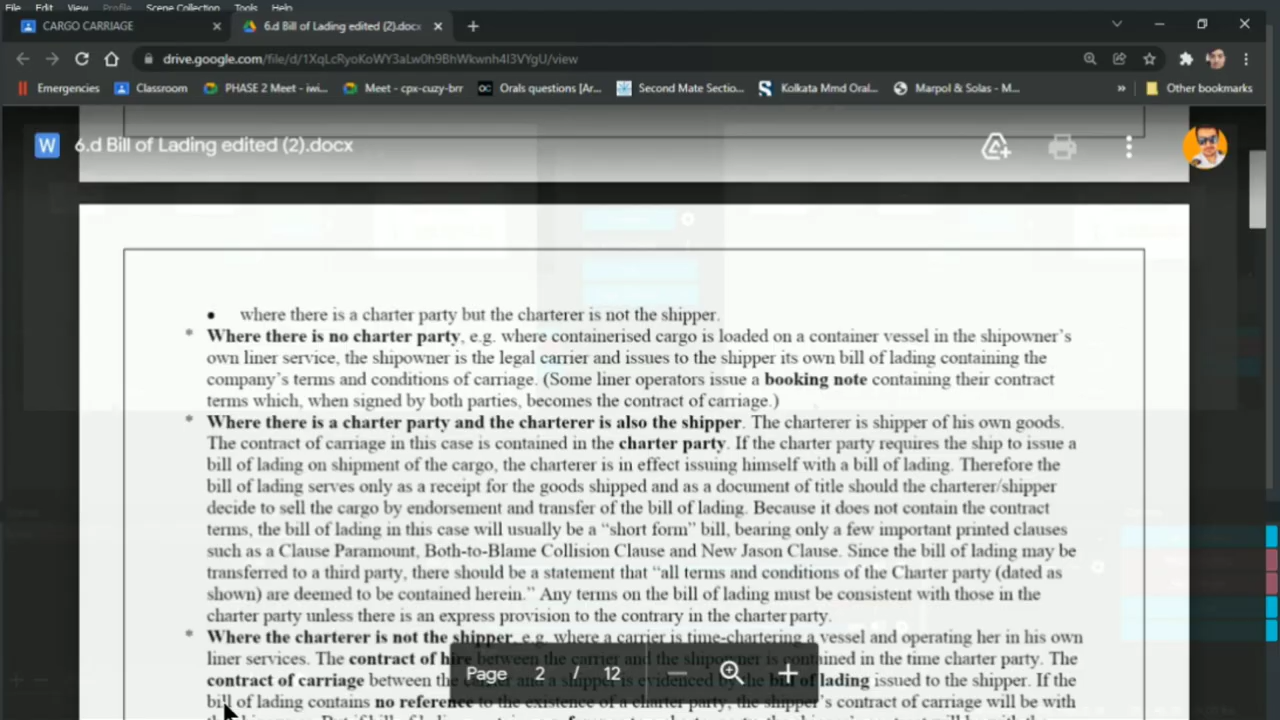 File Edit View Profile Scene Collection Tools Help
CARGO CARRIAGE
6.d Bill of Lading edited (2).docx
drive.google.com/file/d/1XqLcRyoKoWY3aLw0h9BhWkwnh4l3VYgU/view
Emergencies Classroom PHASE 2 Meet - iwi... Meet - cpx-cuzy-brr Orals questions [Ar... Second Mate Sectio... Kolkata Mmd Oral... Marpol & Solas - M... » Other bookmarks
W 6.d Bill of Lading edited (2).docx
• where there is a charter party but the charterer is not the shipper.
* Where there is no charter party, e.g. where containerised cargo is loaded on a container vessel in the shipowner's
own liner service, the shipowner is the legal carrier and issues to the shipper its own bill of lading containing the
company's terms and conditions of carriage. (Some liner operators issue a booking note containing their contract
terms which, when signed by both parties, becomes the contract of carriage.)
* Where there is a charter party and the charterer is also the shipper. The charterer is shipper of his own goods.
The contract of carriage in this case is contained in the charter party. If the charter party requires the ship to issue a
bill of lading on shipment of the cargo, the charterer is in effect issuing himself with a bill of lading. Therefore the
bill of lading serves only as a receipt for the goods shipped and as a document of title should the charterer/shipper
decide to sell the cargo by endorsement and transfer of the bill of lading. Because it does not contain the contract
terms, the bill of lading in this case will usually be a "short form" bill, bearing only a few important printed clauses
such as a Clause Paramount, Both-to-Blame Collision Clause and New Jason Clause. Since the bill of lading may be
transferred to a third party, there should be a statement that "all terms and conditions of the Charter party (dated as
shown) are deemed to be contained herein." Any terms on the bill of lading must be consistent with those in the
charter party unless there is an express provision to the contrary in the charter party.
* Where the charterer is not the shipper, e.g. where a carrier is time-chartering a vessel and operating her in his own
liner services. The contract of hire between the carrier and the shipowner is contained in the time charter party. The
contract of carriage between the carrier and a shipper is evidenced by the bill of lading issued to the shipper. If the
bill of lading contains no reference to the existence of a charter party, the shipper's contract of carriage will be with
Page 2 / 12